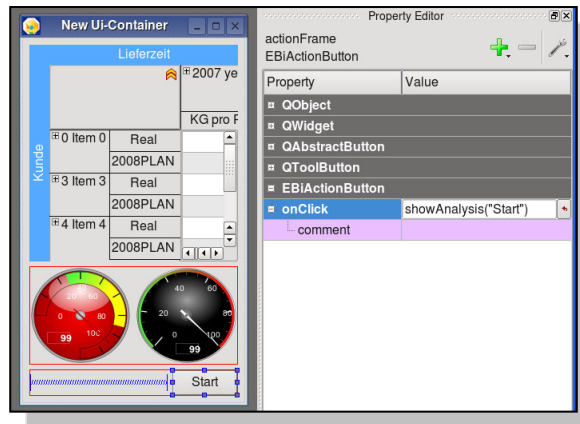 New Ui-Container
Lieferzeit
Kunde
2007 ye
KG pro F
0 Item 0
Real
2008PLAN
3 Item 3
Real
2008PLAN
4 Item 4
Real
2008PLAN
0 20 60 80 100
99
0 20 40 60 80 100
99
Start
Property Editor
actionFrame
EBiActionButton
Property Value
QObject
QWidget
QAbstractButton
QToolButton
EBiActionButton
onClick showAnalysis("Start")
comment